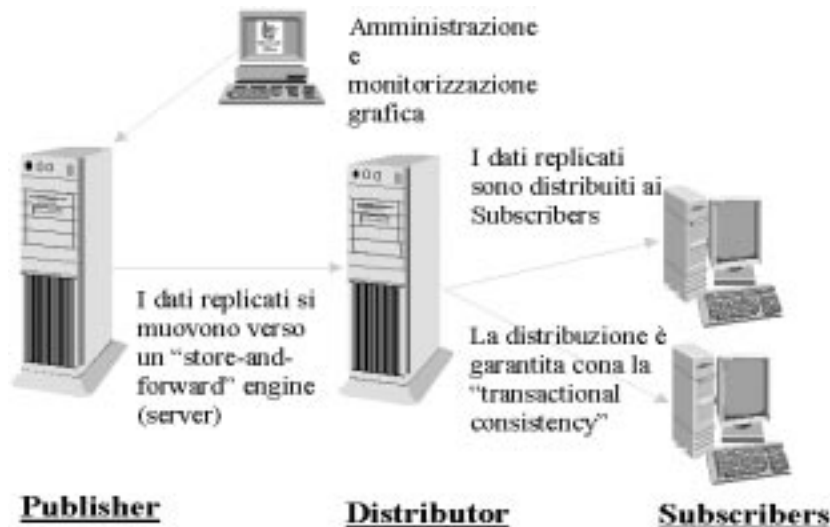 Amministrazione
e
monitorizzazione
grafica
I dati replicati
sono distribuiti ai
Subscribers
I dati replicati si
muovono verso
un “store-and-
forward” engine
(server)
La distribuzione è
garantita cona la
“transactional
consistency”
Publisher
Distributor
Subscribers